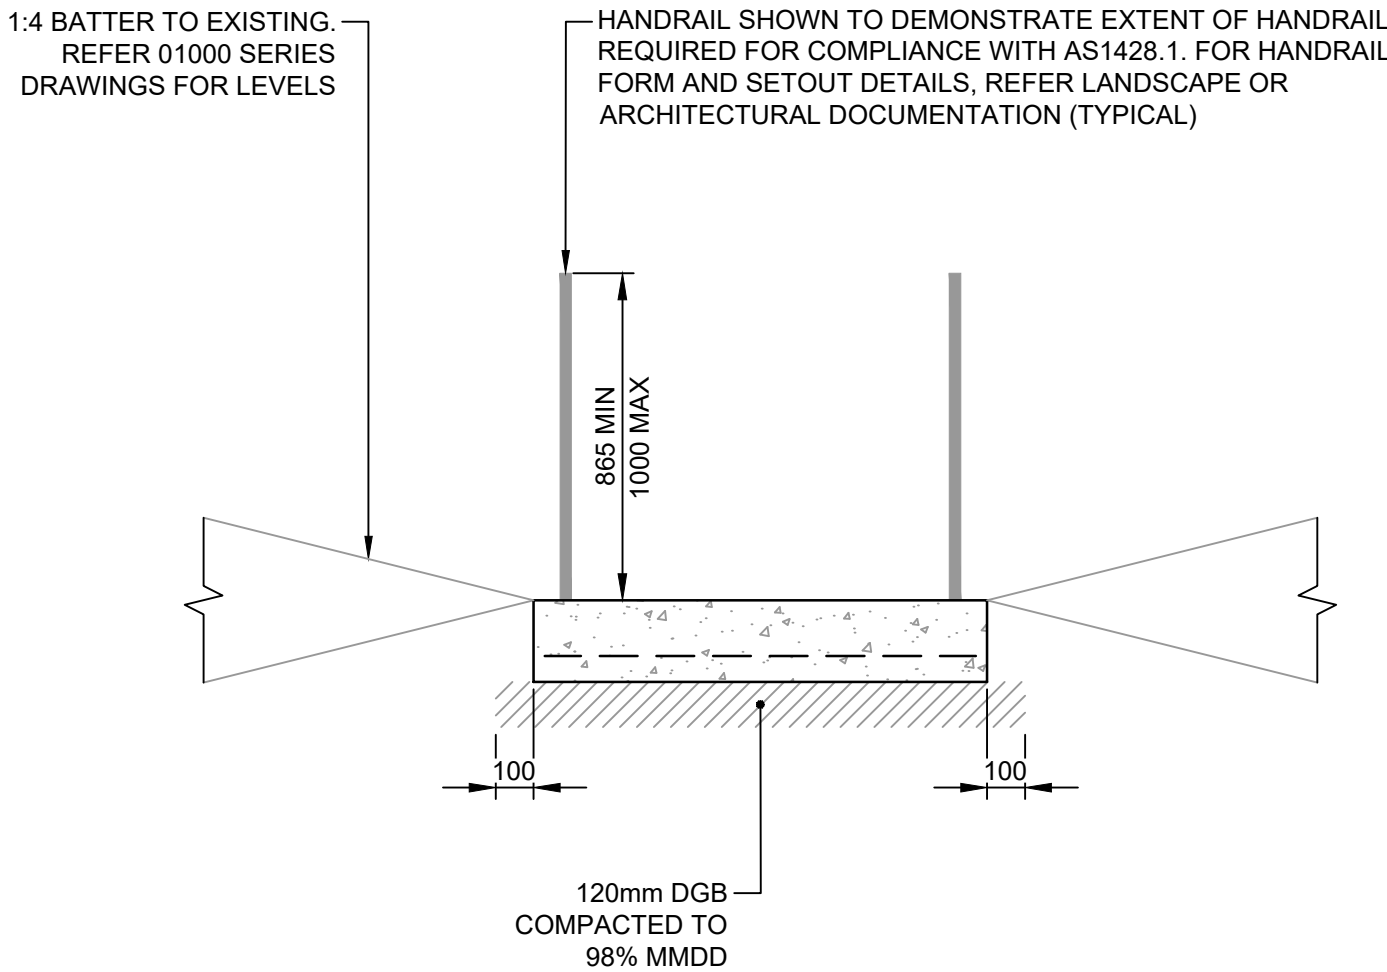 1:4 BATTER TO EXISTING.
REFER 01000 SERIES
DRAWINGS FOR LEVELS
HANDRAIL SHOWN TO DEMONSTRATE EXTENT OF HANDRAIL
REQUIRED FOR COMPLIANCE WITH AS1428.1. FOR HANDRAIL
FORM AND SETOUT DETAILS, REFER LANDSCAPE OR
ARCHITECTURAL DOCUMENTATION (TYPICAL)
865 MIN
1000 MAX
100
100
120mm DGB
COMPACTED TO
98% MMDD